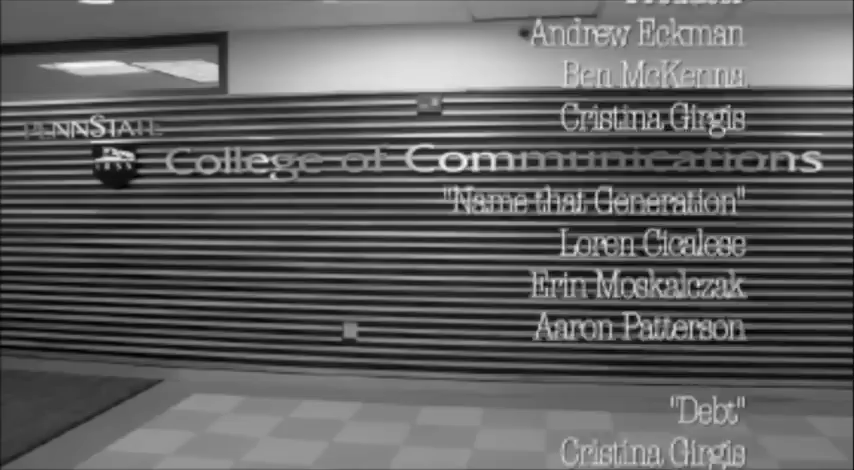 Andrew Eckman
Ben McKenna
Cristina Girgis
PENNSTATE
1855
College of Communications
"Name that Generation"
Loren Cicalese
Erin Moskalczak
Aaron Patterson
"Debt"
Cristina Girgis